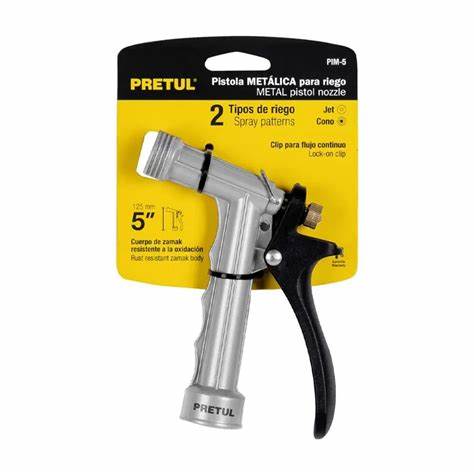 PIM-5
PRETUL®
Pistola METÁLICA para riego
METAL pistol nozzle
2 Tipos de riego
Spray patterns
Jet
Cono
Clip para flujo continuo
Lock-on clip
125 mm
5"
Cuerpo de zamak
resistente a la oxidación
Rust resistant zamak body
PRETUL